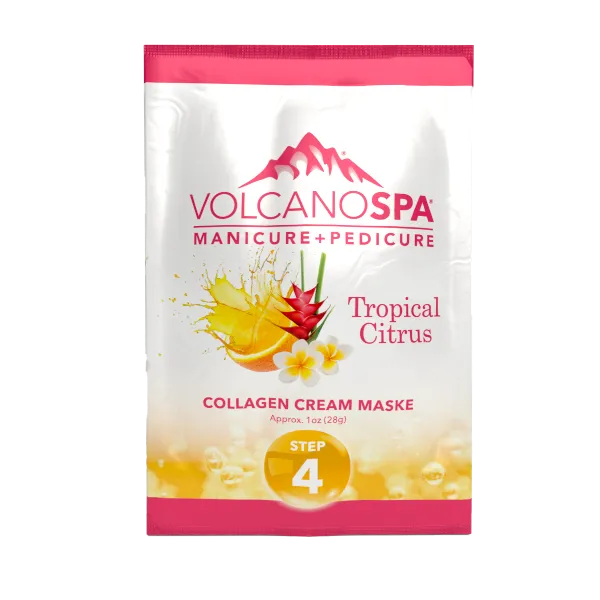 VOLCANOSPA®
MANICURE+PEDICURE
Tropical
Citrus
COLLAGEN CREAM MASKE
Approx. 1oz (28g)
STEP
4